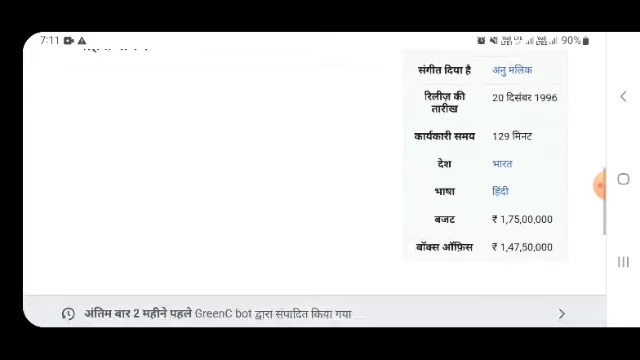 7:11 90%
संगीत दिया है अनु मलिक
रिलीज़ की तारीख 20 दिसंबर 1996
कार्यकारी समय 129 मिनट
देश भारत
भाषा हिंदी
बजट ₹ 1,75,00,000
बॉक्स ऑफ़िस ₹ 1,47,50,000
अंतिम बार 2 महीने पहले GreenC bot द्वारा संपादित किया गया